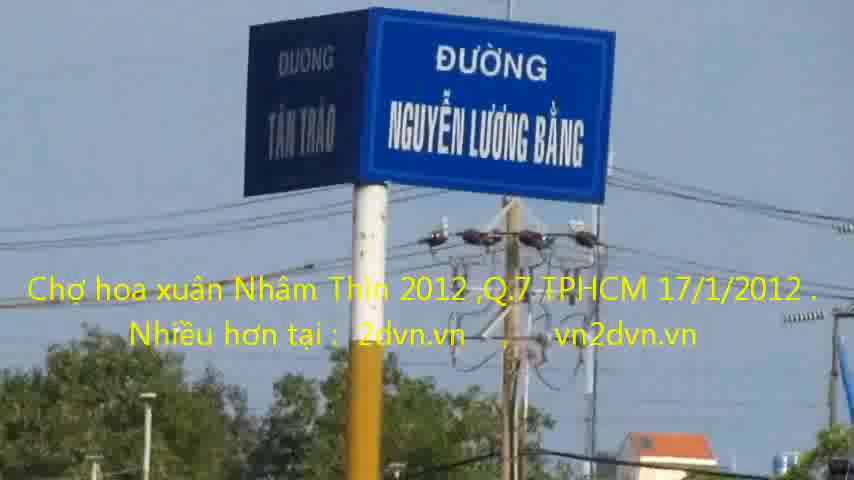 ĐƯỜNG
TÂN TRÀO
ĐƯỜNG
NGUYỄN LƯƠNG BẰNG
Chợ hoa xuân Nhâm Thìn 2012 ,Q.7 TPHCM 17/1/2012 .
Nhiều hơn tại : 2dvn.vn , vn2dvn.vn